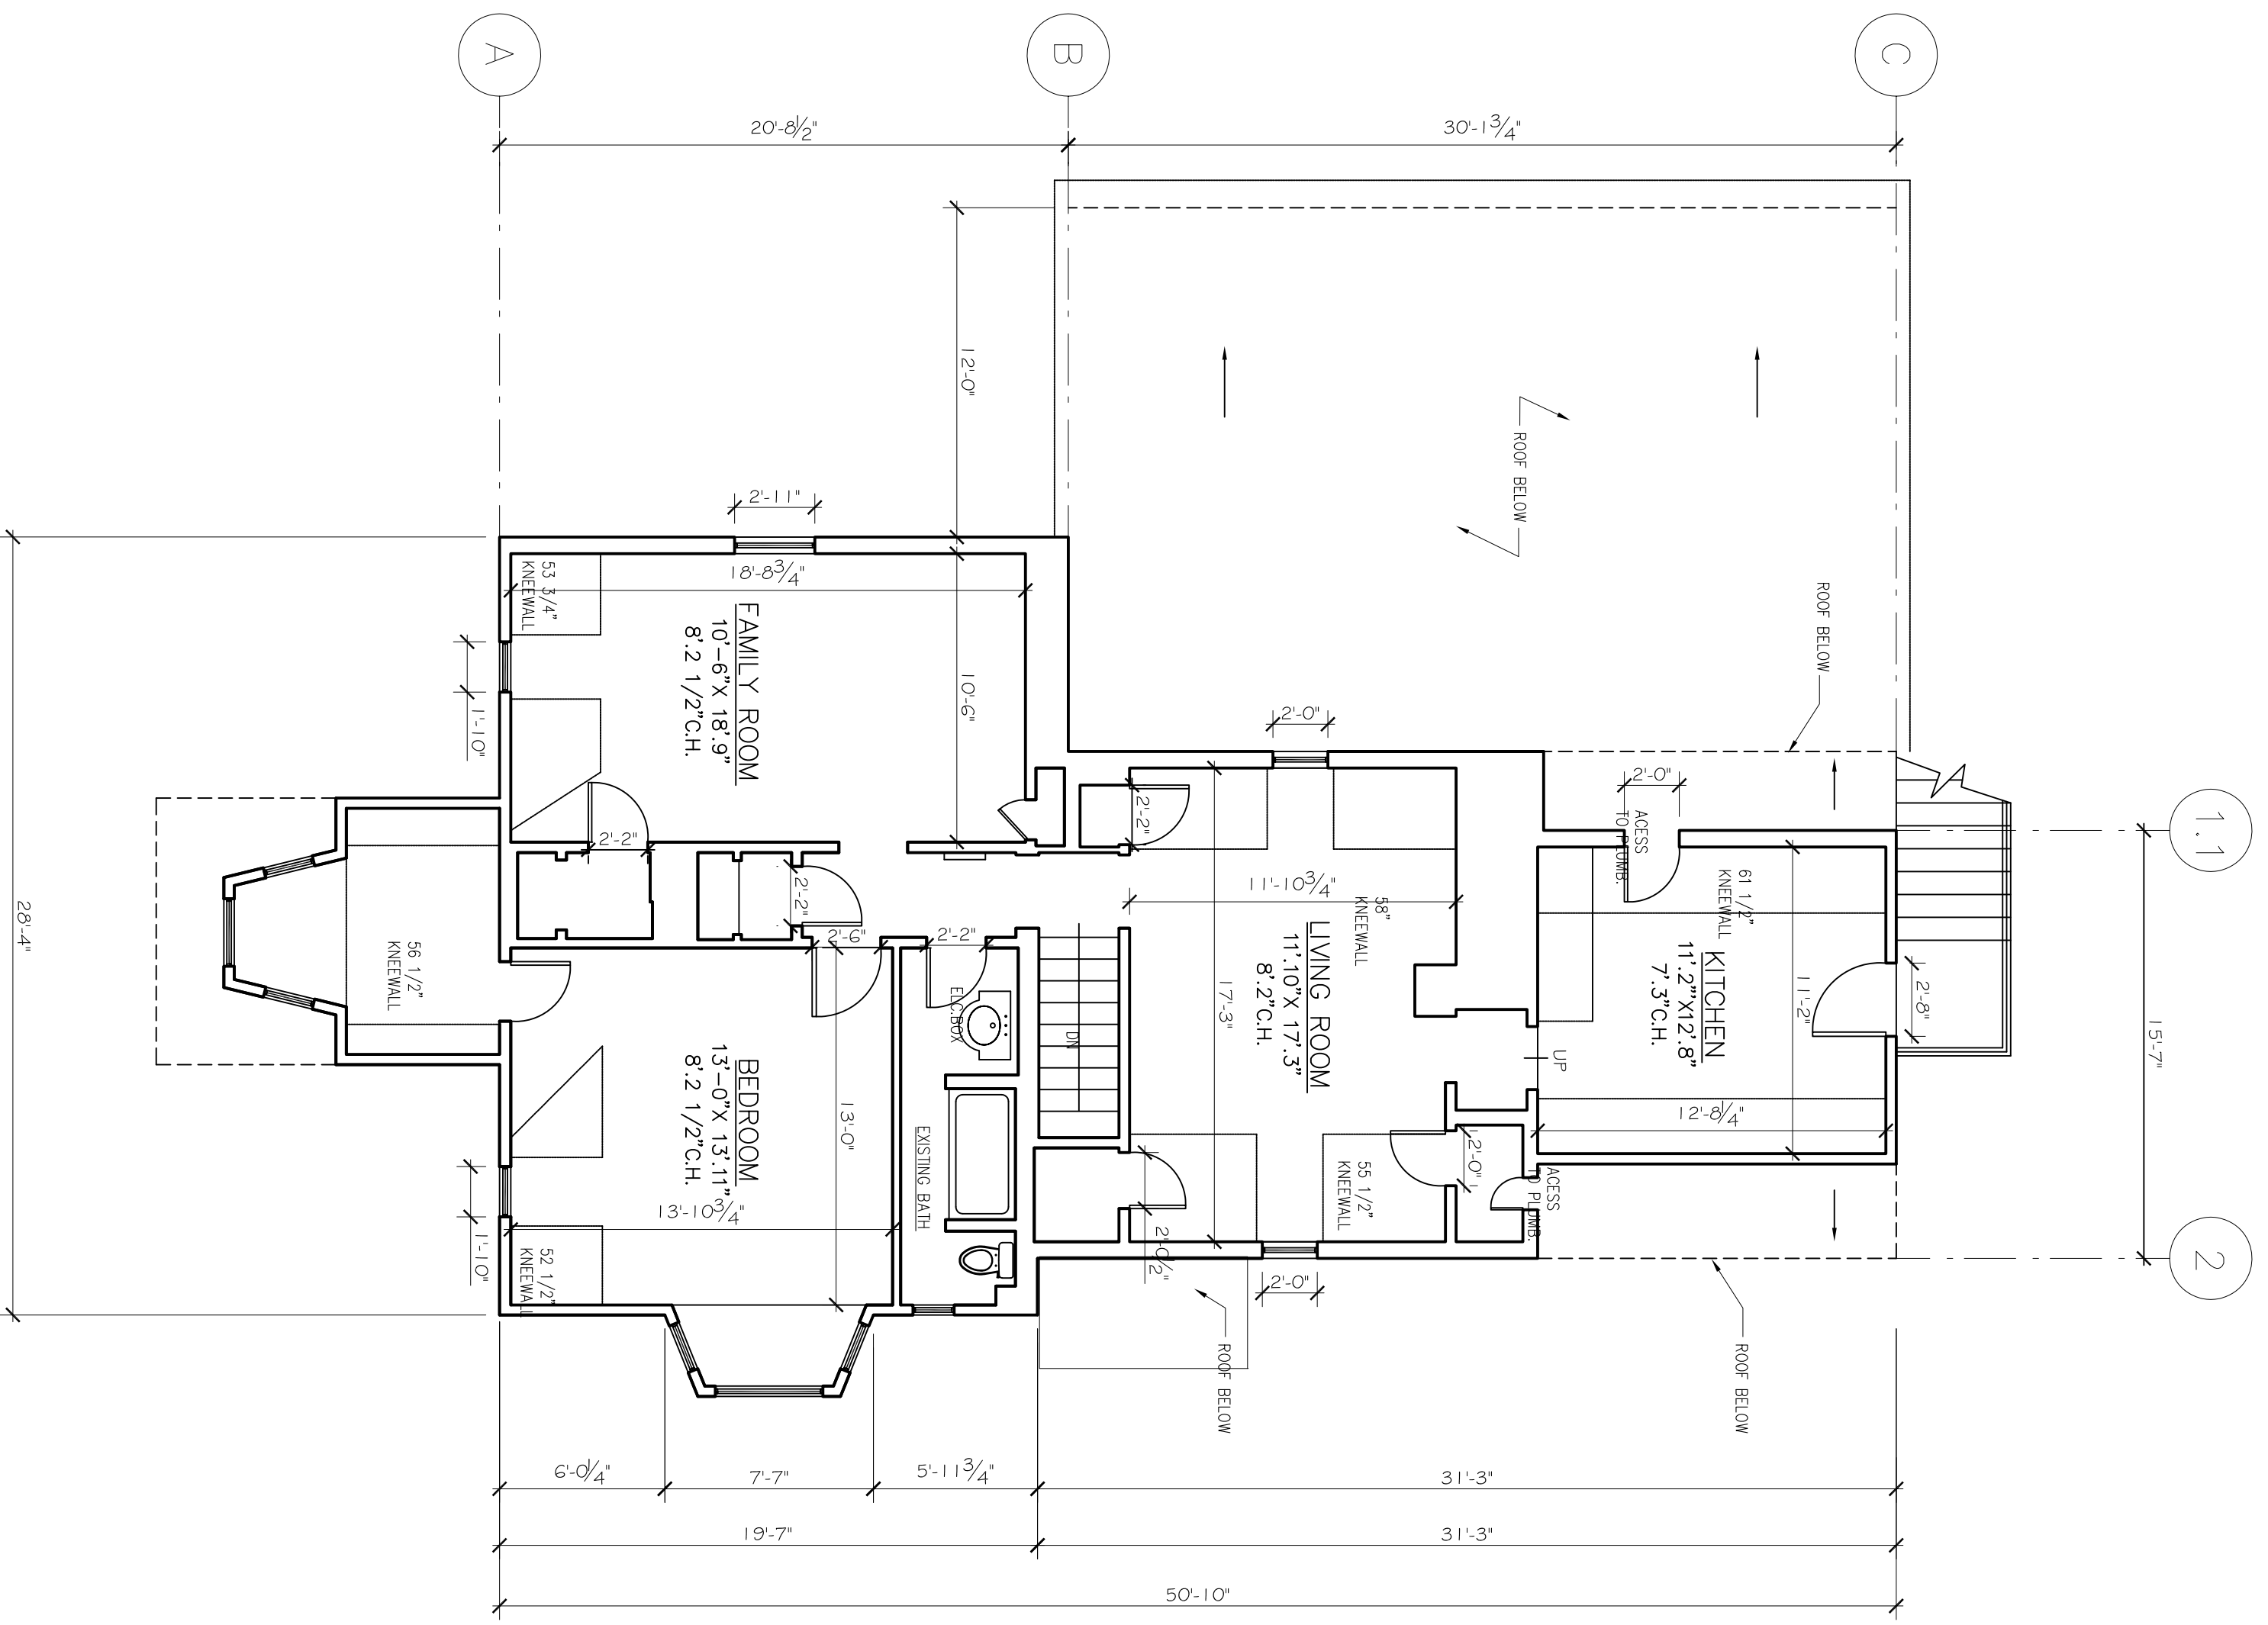 A
B
C
20'-8 1/2"
30'-1 3/4"
12'-0"
ROOF BELOW
ROOF BELOW
1.1
2
15'-7"
2'-11"
18'-8 3/4"
53 3/4"
KNEEWALL
FAMILY ROOM
10'-6"X 18'.9"
8'.2 1/2"C.H.
10'-6"
1'-10"
2'-2"
2'-2"
2'-6"
2'-2"
2'-2"
2'-0"
11'-10 3/4"
58"
KNEEWALL
LIVING ROOM
11'.10"X 17'.3"
8'.2"C.H.
17'-3"
2'-0"
ACESS
TO PLUMB.
61 1/2"
KNEEWALL
KITCHEN
11'.2"'X12'.8"
7'.3"C.H.
11'-2"
2'-8"
12'-8 1/4"
UP
DN
ELC.BOX
EXISTING BATH
56 1/2"
KNEEWALL
28'-4"
BEDROOM
13'-0"X 13'.11"
8'.2 1/2"C.H.
13'-0"
13'-10 3/4"
52 1/2"
KNEEWALL
1'-10"
55 1/2"
KNEEWALL
2'-0"
2'-0 1/2"
2'-0"
ACESS
TO PLUMB.
ROOF BELOW
ROOF BELOW
6'-0 1/4"
7'-7"
5'-11 3/4"
31'-3"
19'-7"
31'-3"
50'-10"